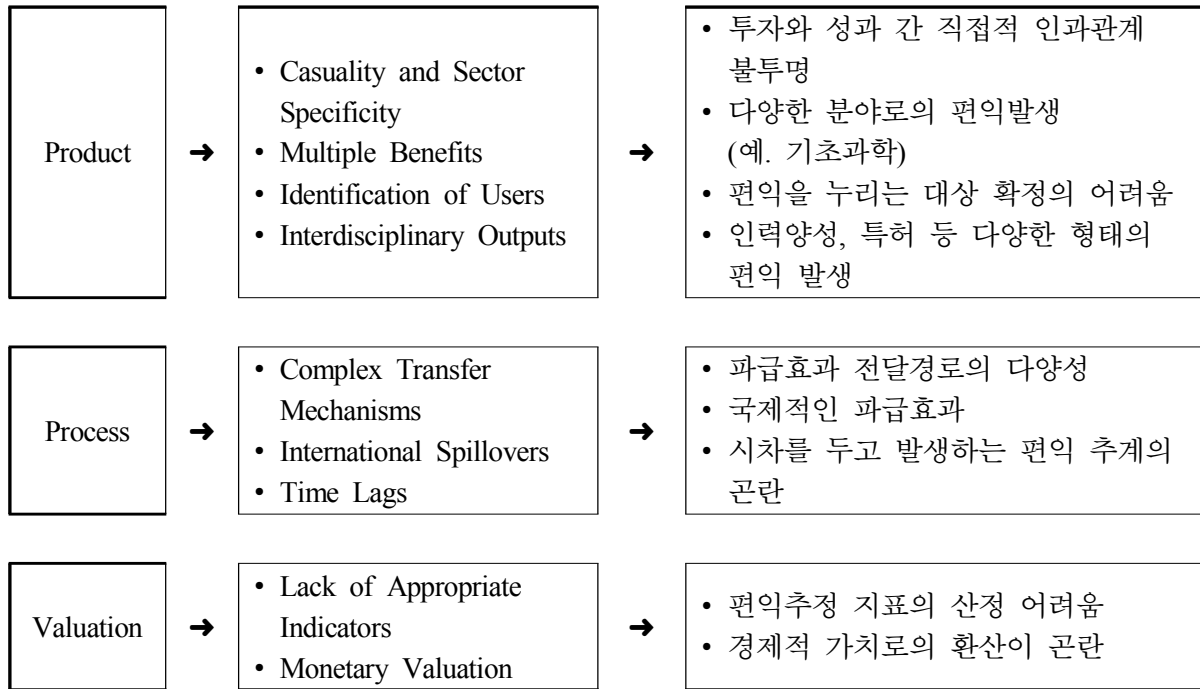 Product
➔
• Casuality and Sector
Specificity
• Multiple Benefits
• Identification of Users
• Interdisciplinary Outputs
➔
• 투자와 성과 간 직접적 인과관계
불투명
• 다양한 분야로의 편익발생
(예. 기초과학)
• 편익을 누리는 대상 확정의 어려움
• 인력양성, 특허 등 다양한 형태의
편익 발생
Process
➔
• Complex Transfer
Mechanisms
• International Spillovers
• Time Lags
➔
• 파급효과 전달경로의 다양성
• 국제적인 파급효과
• 시차를 두고 발생하는 편익 추계의
곤란
Valuation
➔
• Lack of Appropriate
Indicators
• Monetary Valuation
➔
• 편익추정 지표의 산정 어려움
• 경제적 가치로의 환산이 곤란